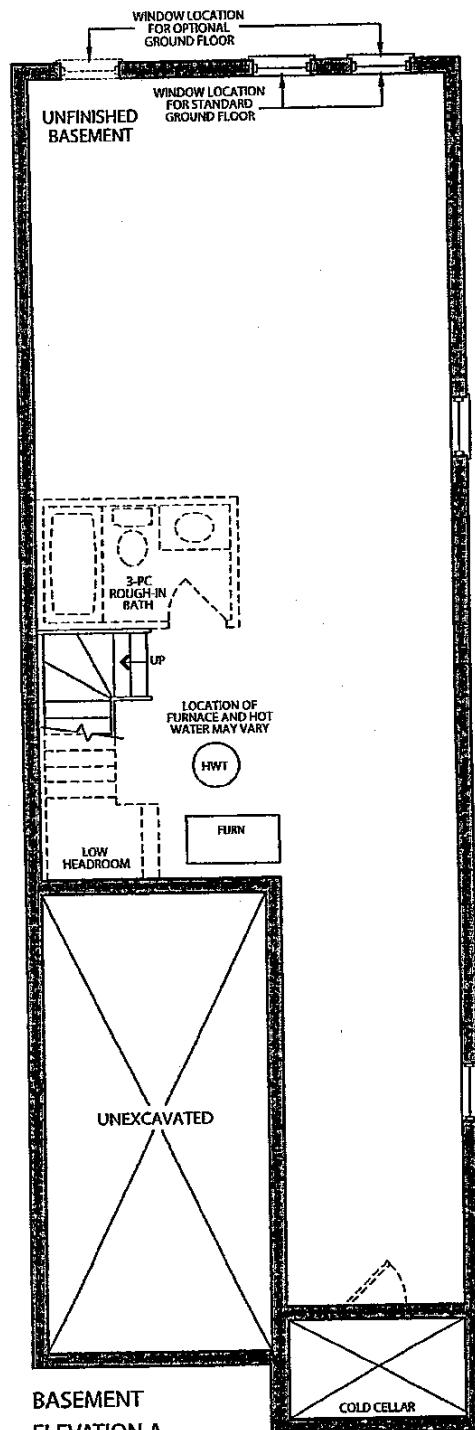 WINDOW LOCATION
FOR OPTIONAL
GROUND FLOOR
WINDOW LOCATION
FOR STANDARD
GROUND FLOOR
UNFINISHED
BASEMENT
3-PC
ROUGH-IN
BATH
UP
LOCATION OF
FURNACE AND HOT
WATER MAY VARY
HWT
FURN
LOW
HEADROOM
UNEXCAVATED
COLD CELLAR
BASEMENT
ELEVATION A